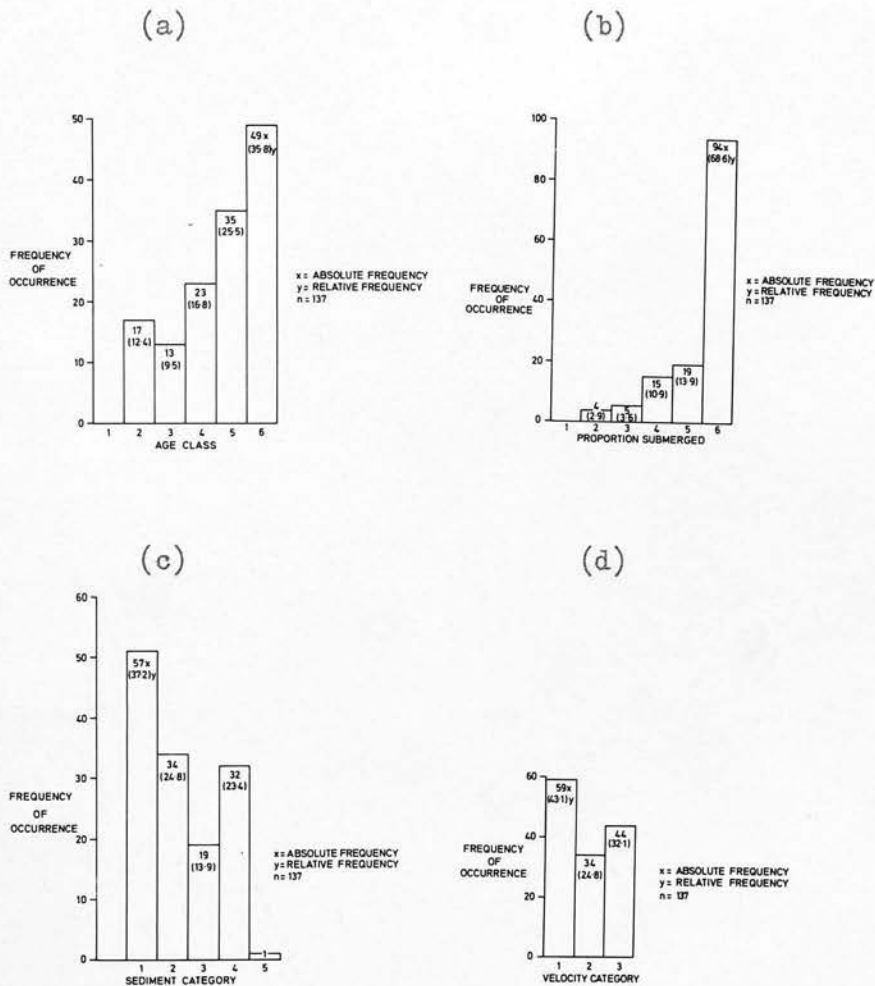 (a)
50
40
30
20
10
0
FREQUENCY
OF
OCCURRENCE
49x
(35·8)y
35
(25·5)
23
(16·8)
17
(12·4)
13
(9·5)
x = ABSOLUTE FREQUENCY
y = RELATIVE FREQUENCY
n = 137
1 2 3 4 5 6
AGE CLASS
(b)
100
80
60
40
20
0
FREQUENCY
OF
OCCURRENCE
94x
(68·6)y
19
(13·9)
15
(10·9)
4
(2·9)
5
(3·6)
x = ABSOLUTE FREQUENCY
y = RELATIVE FREQUENCY
n = 137
1 2 3 4 5 6
PROPORTION SUBMERGED
(c)
60
50
40
30
20
10
0
FREQUENCY
OF
OCCURRENCE
57x
(37·2)y
34
(24·8)
32
(23·4)
19
(13·9)
1
x = ABSOLUTE FREQUENCY
y = RELATIVE FREQUENCY
n = 137
1 2 3 4 5
SEDIMENT CATEGORY
(d)
60
40
20
0
FREQUENCY
OF
OCCURRENCE
59x
(43·1)y
34
(24·8)
44
(32·1)
x = ABSOLUTE FREQUENCY
y = RELATIVE FREQUENCY
n = 137
1 2 3
VELOCITY CATEGORY